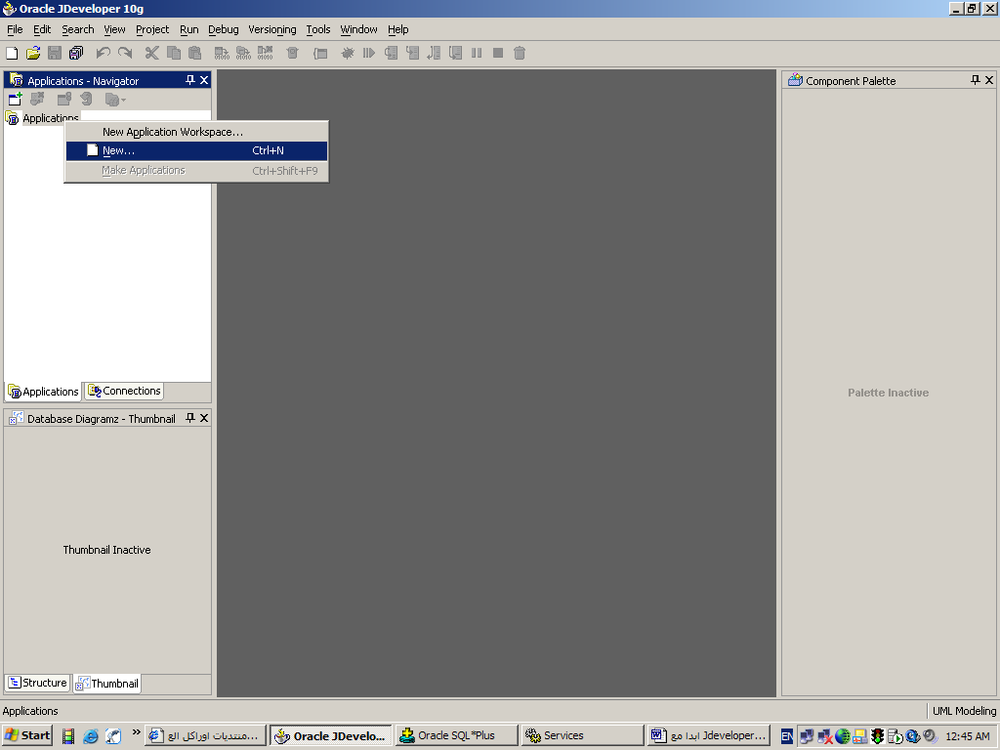 Oracle JDeveloper 10g
File Edit Search View Project Run Debug Versioning Tools Window Help
Applications - Navigator
Component Palette
Applications
New Application Workspace...
New... Ctrl+N
Make Applications Ctrl+Shift+F9
Palette Inactive
Applications Connections
Database Diagramz - Thumbnail
Thumbnail Inactive
Structure Thumbnail
Applications
UML Modeling
Start » منتديات اوراكل الع... Oracle JDevelo... Oracle SQL*Plus Services ابدا مع Jdeveloper... EN 12:45 AM